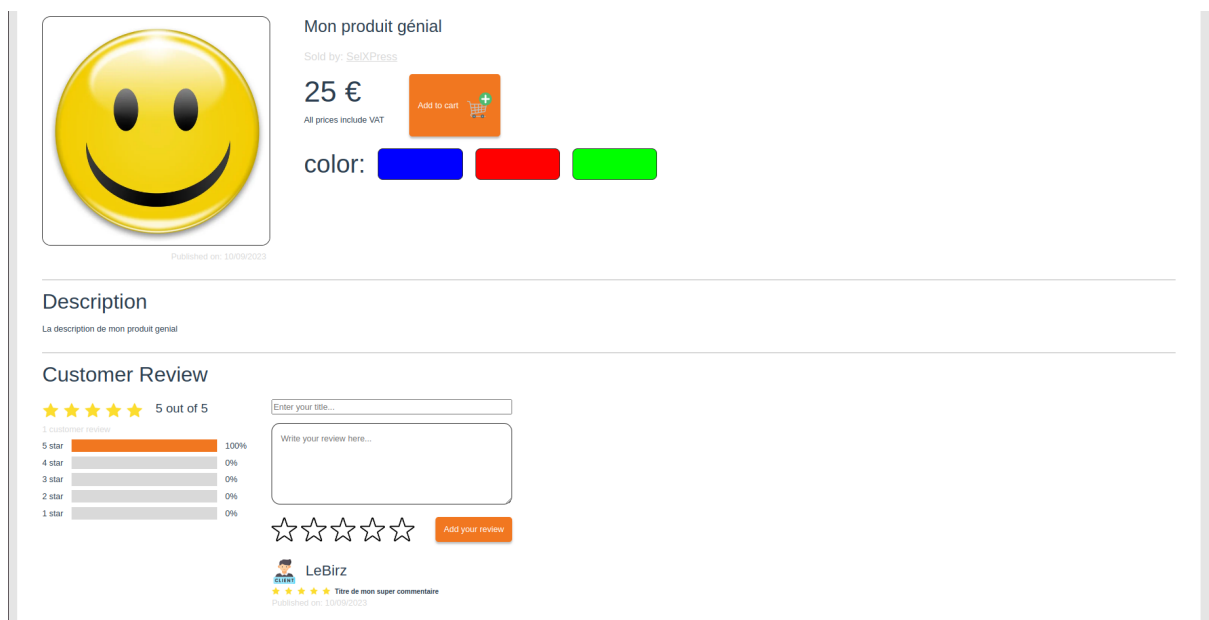 Mon produit génial
Sold by: SelXPress
25 €
All prices include VAT
Add to cart
color:
Published on: 10/09/2023
Description
La description de mon produit genial
Customer Review
5 out of 5
1 customer review
5 star 100%
4 star 0%
3 star 0%
2 star 0%
1 star 0%
Enter your title...
Write your review here...
Add your review
CLIENT
LeBirz
Titre de mon super commentaire
Published on: 10/09/2023